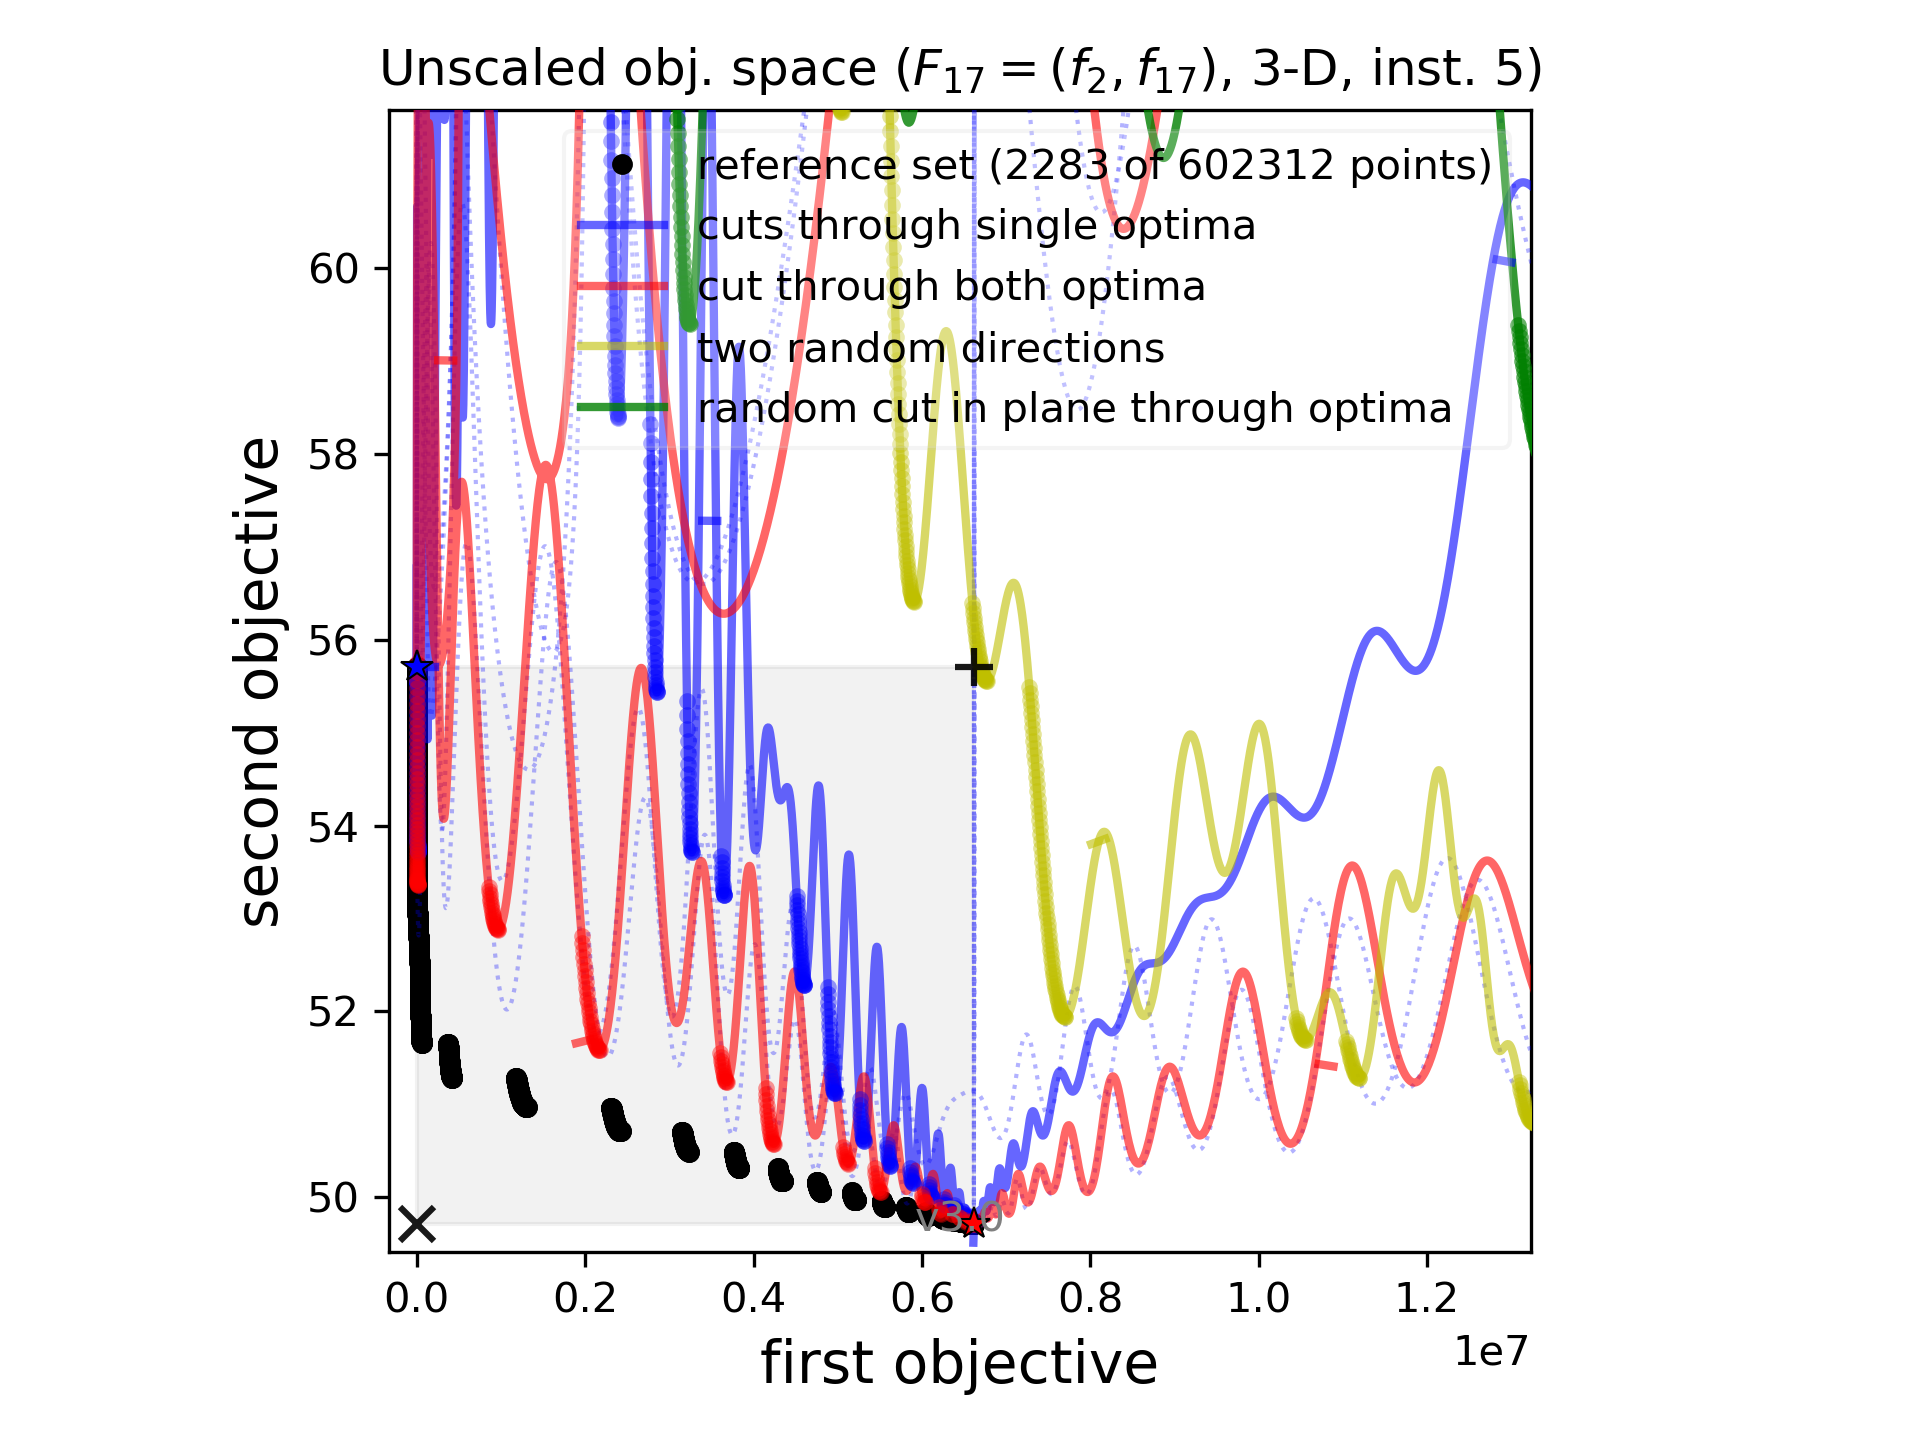 Unscaled obj. space (F₁₇ = (f₂, f₁₇), 3-D, inst. 5)
reference set (2283 of 602312 points)
cuts through single optima
cut through both optima
two random directions
random cut in plane through optima
second objective
60
58
56
54
52
50
v3.0
0.0 0.2 0.4 0.6 0.8 1.0 1.2
1e7
first objective